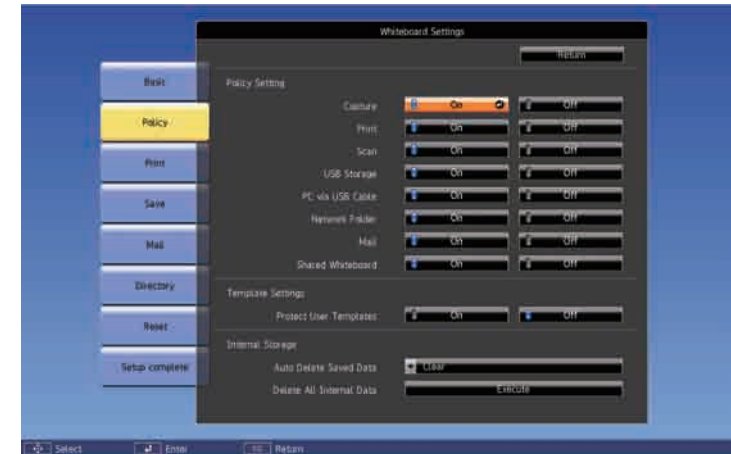 Whiteboard Settings
Return
Basic
Policy
Print
Save
Mail
Directory
Reset
Setup complete
Policy Setting
Capture On Off
Print On Off
Scan On Off
USB Storage On Off
PC via USB Cable On Off
Network Folder On Off
Mail On Off
Shared Whiteboard On Off
Template Settings
Protect User Templates On Off
Internal Storage
Auto Delete Saved Data Clear
Delete All Internal Data Execute
Select Enter Return